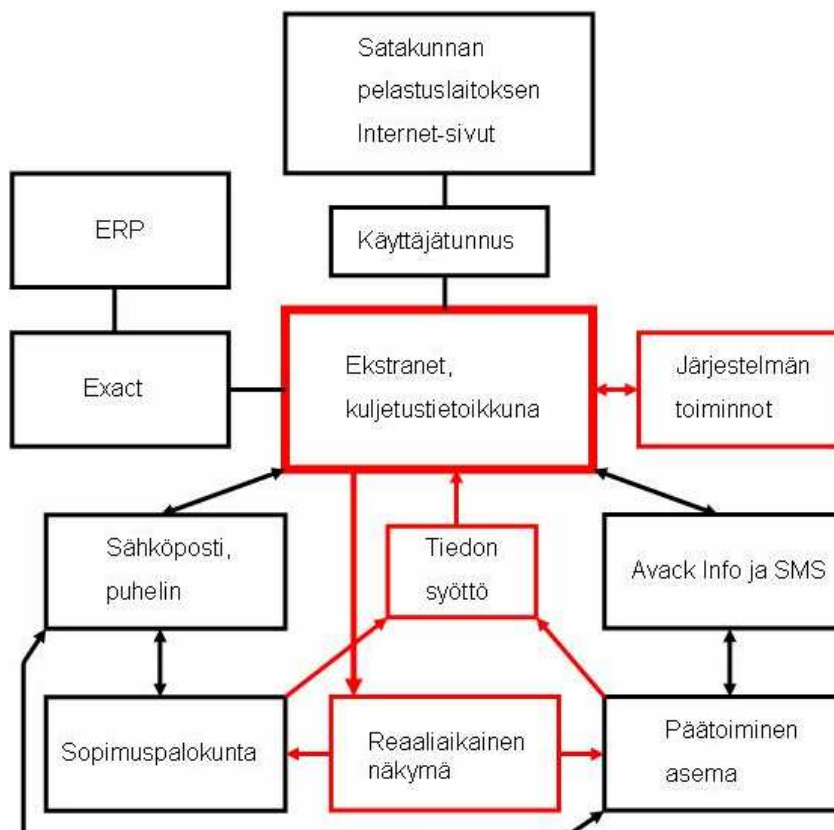 Satakunnan
pelastuslaitoksen
Internet-sivut
ERP
Käyttäjätunnus
Exact
Ekstranet,
kuljetustietoikkuna
Järjestelmän
toiminnot
Sähköposti,
puhelin
Tiedon
syöttö
Avack Info ja SMS
Sopimuspalokunta
Reaaliaikainen
näkymä
Päätoiminen
asema